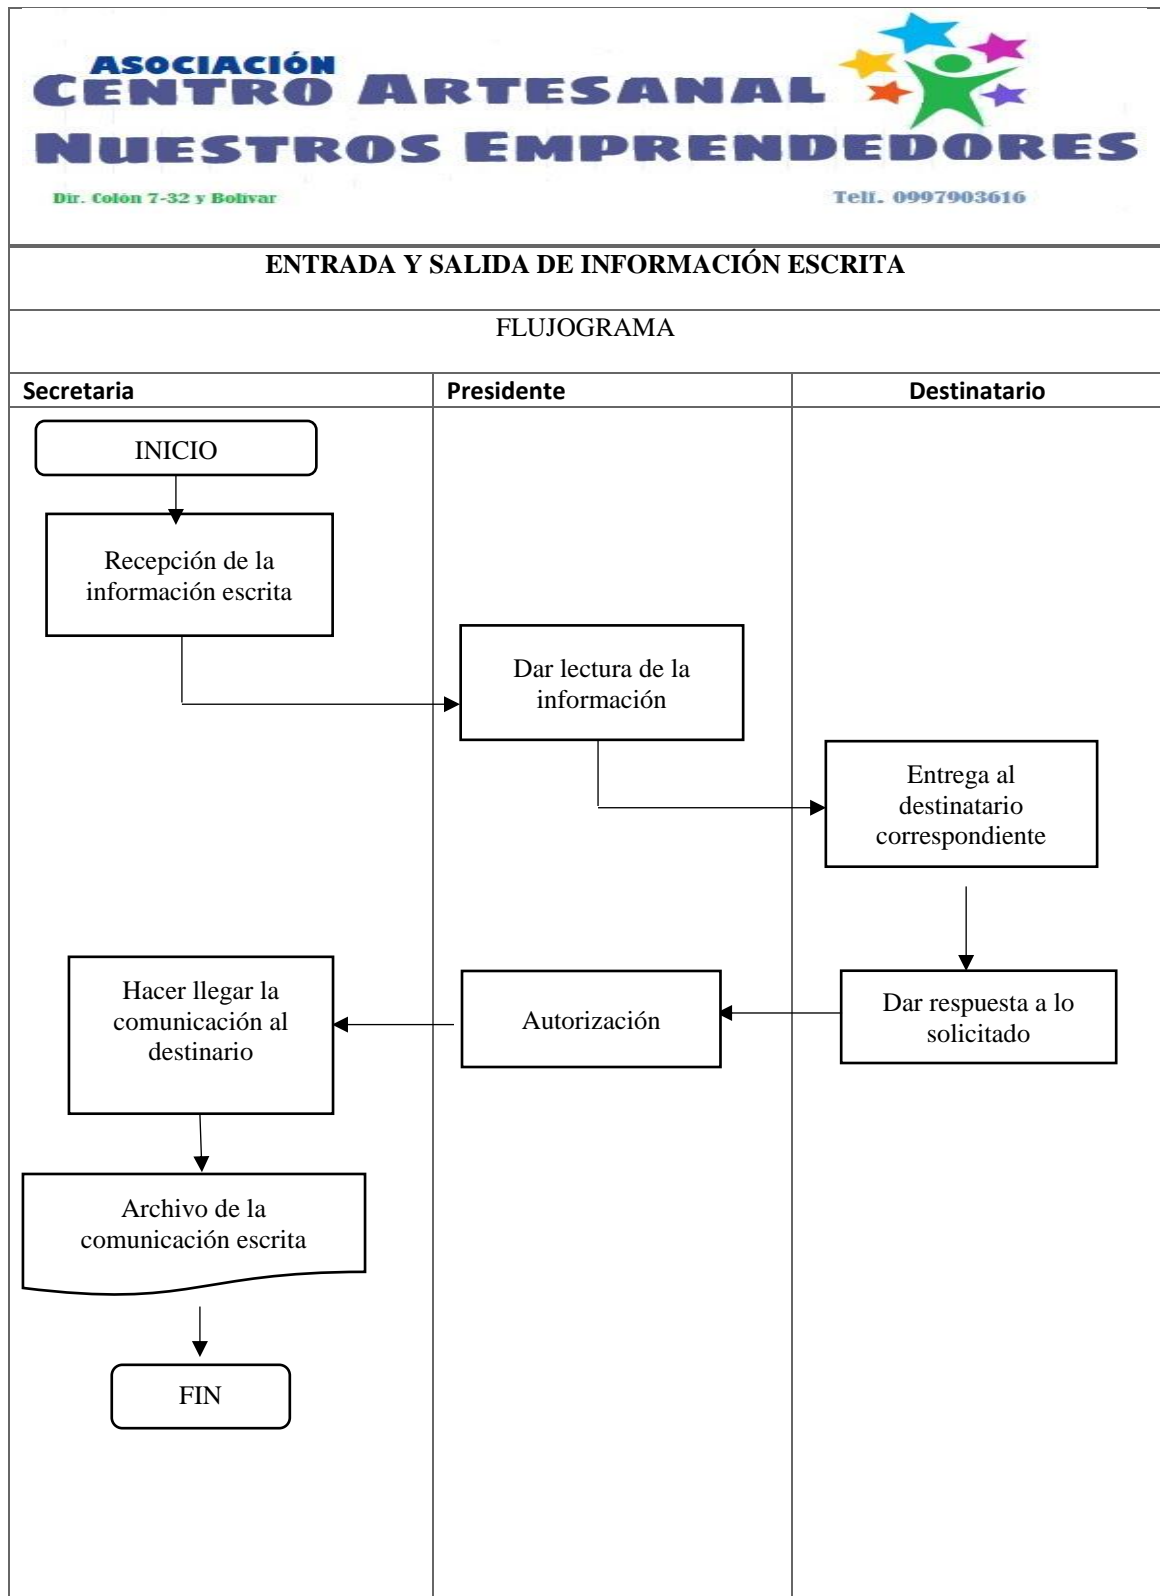 ASOCIACIÓN
CENTRO ARTESANAL
NUESTROS EMPRENDEDORES
Dir. Colón 7-32 y Bolívar
Telf. 0997903616
ENTRADA Y SALIDA DE INFORMACIÓN ESCRITA
FLUJOGRAMA
Secretaria
Presidente
Destinatario
INICIO
Recepción de la
información escrita
Dar lectura de la
información
Entrega al
destinatario
correspondiente
Dar respuesta a lo
solicitado
Autorización
Hacer llegar la
comunicación al
destinario
Archivo de la
comunicación escrita
FIN